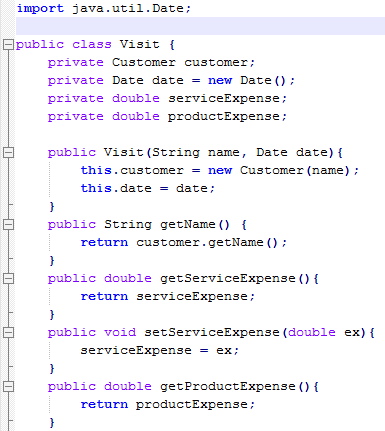 import java.util.Date;
public class Visit {
private Customer customer;
private Date date = new Date();
private double serviceExpense;
private double productExpense;
public Visit(String name, Date date){
this.customer = new Customer(name);
this.date = date;
}
public String getName() {
return customer.getName();
}
public double getServiceExpense(){
return serviceExpense;
}
public void setServiceExpense(double ex){
serviceExpense = ex;
}
public double getProductExpense(){
return productExpense;
}